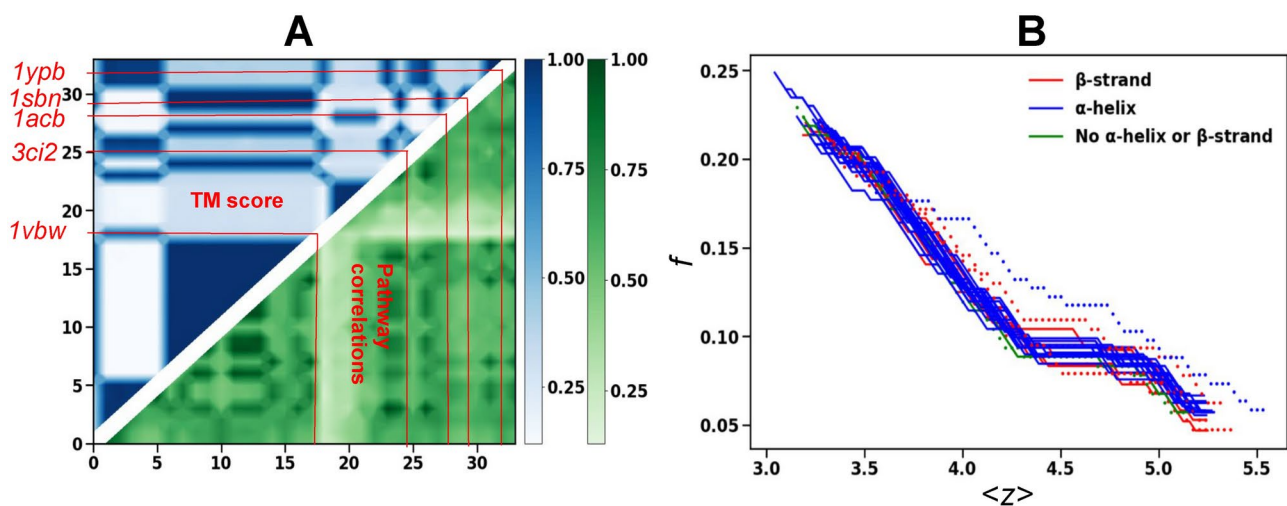 A
B
1ypb
1sbn
1acb
3ci2
1vbw
30
25
20
15
10
5
0
0 5 10 15 20 25 30
TM score
Pathway
correlations
1.00 1.00
0.75 0.75
0.50 0.50
0.25 0.25
0.25
0.20
0.15
0.10
0.05
f
β-strand
α-helix
No α-helix or β-strand
3.0 3.5 4.0 4.5 5.0 5.5
<z>